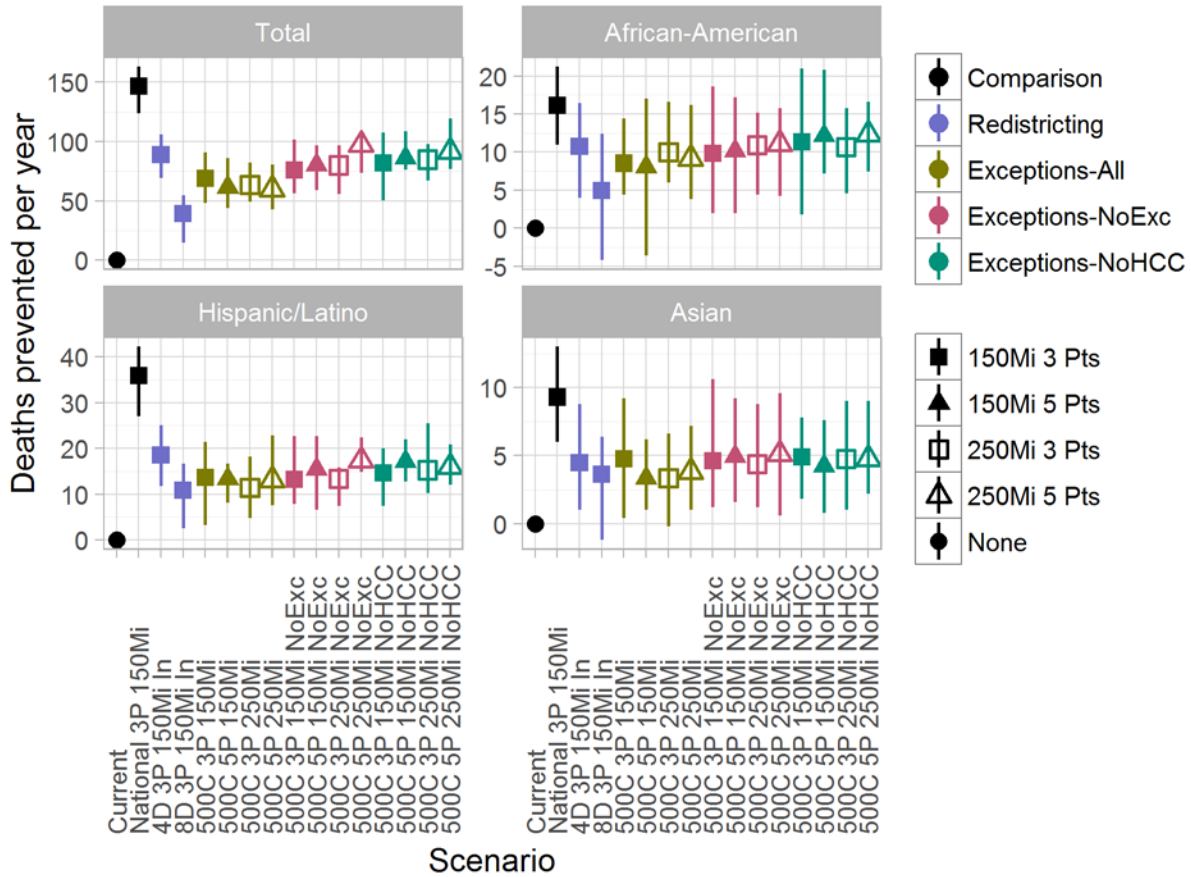 Total
African-American
150
100
50
0
20
15
10
5
0
-5
Hispanic/Latino
Asian
40
30
20
10
0
10
5
0
Deaths prevented per year
Current
National 3P 150Mi
4D 3P 150Mi In
8D 3P 150Mi In
500C 3P 150Mi
500C 5P 150Mi
500C 3P 250Mi
500C 5P 250Mi
500C 3P 150Mi NoExc
500C 5P 150Mi NoExc
500C 3P 250Mi NoExc
500C 5P 250Mi NoExc
500C 3P 150Mi NoHCC
500C 5P 150Mi NoHCC
500C 3P 250Mi NoHCC
500C 5P 250Mi NoHCC
Current
National 3P 150Mi
4D 3P 150Mi In
8D 3P 150Mi In
500C 3P 150Mi
500C 5P 150Mi
500C 3P 250Mi
500C 5P 250Mi
500C 3P 150Mi NoExc
500C 5P 150Mi NoExc
500C 3P 250Mi NoExc
500C 5P 250Mi NoExc
500C 3P 150Mi NoHCC
500C 5P 150Mi NoHCC
500C 3P 250Mi NoHCC
500C 5P 250Mi NoHCC
Scenario
Comparison
Redistricting
Exceptions-All
Exceptions-NoExc
Exceptions-NoHCC
150Mi 3 Pts
150Mi 5 Pts
250Mi 3 Pts
250Mi 5 Pts
None